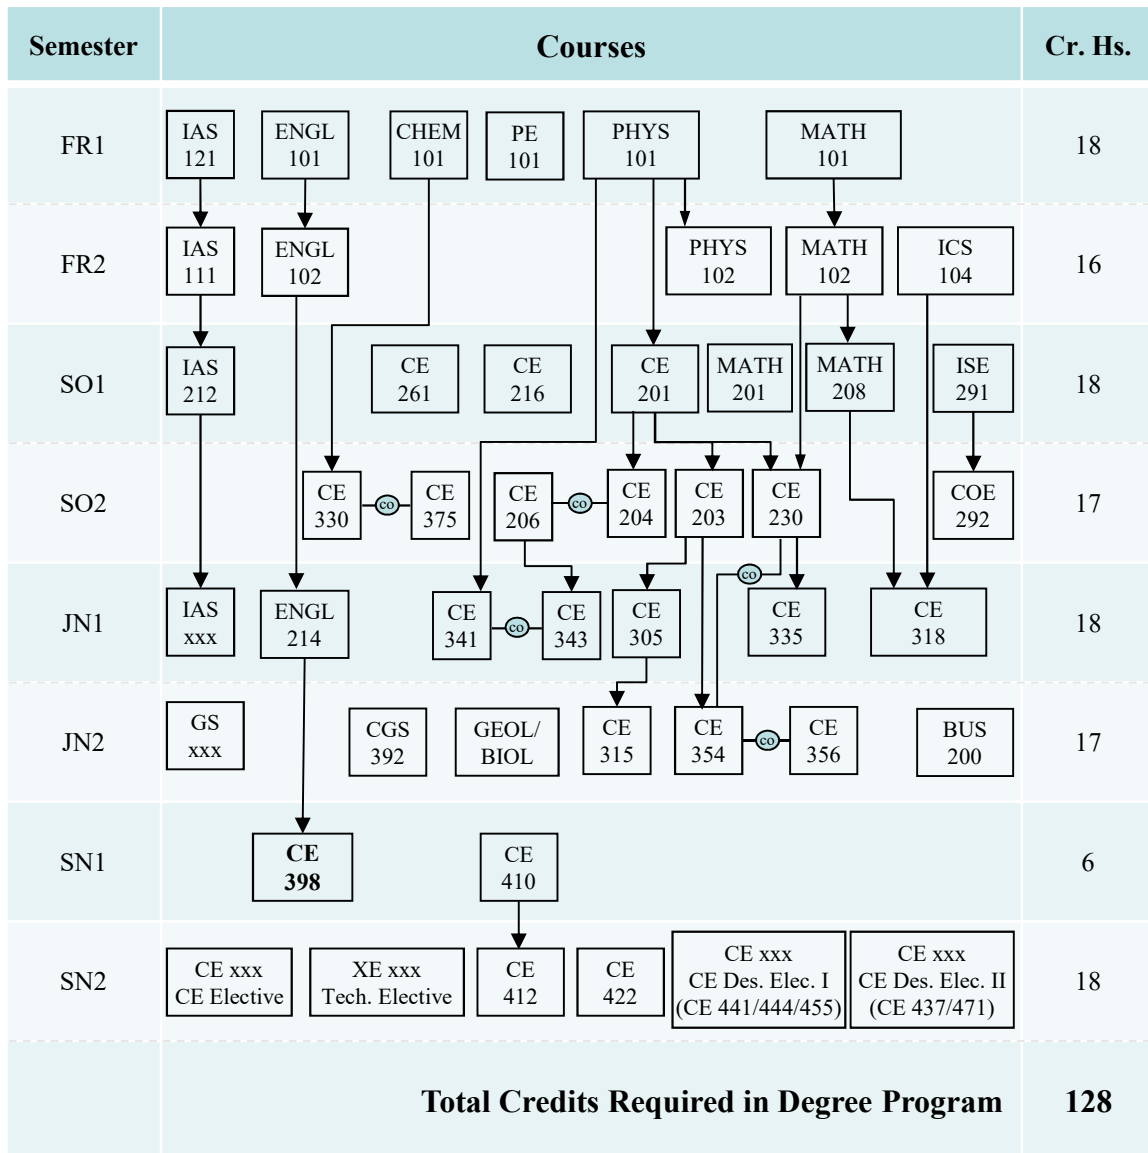 Semester Courses Cr. Hs.
FR1
IAS
121
ENGL
101
CHEM
101
PE
101
PHYS
101
MATH
101
18
FR2
IAS
111
ENGL
102
PHYS
102
MATH
102
ICS
104
16
SO1
IAS
212
CE
261
CE
216
CE
201
MATH
201
MATH
208
ISE
291
18
SO2
CE
330
co
CE
375
CE
206
co
CE
204
CE
203
CE
230
COE
292
17
co
JN1
IAS
xxx
ENGL
214
CE
341
co
CE
343
CE
305
CE
335
CE
318
18
JN2
GS
xxx
CGS
392
GEOL/
BIOL
CE
315
CE
354
co
CE
356
BUS
200
17
SN1
CE
398
CE
410
6
SN2
CE xxx
CE Elective
XE xxx
Tech. Elective
CE
412
CE
422
CE xxx
CE Des. Elec. I
(CE 441/444/455)
CE xxx
CE Des. Elec. II
(CE 437/471)
18
Total Credits Required in Degree Program 128